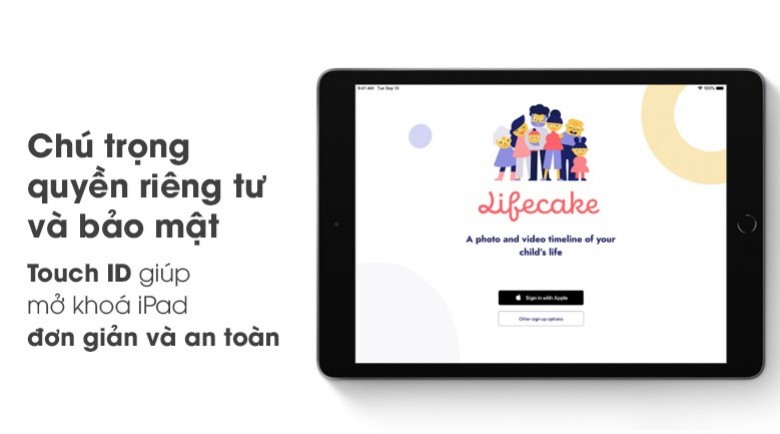 Chú trọng
quyền riêng tư
và bảo mật
Touch ID giúp
mở khoá iPad
đơn giản và an toàn
9:41 AM Tue Sep 10
100%
Lifecake
A photo and video timeline of your
child's life
Sign in with Apple
Other sign up options